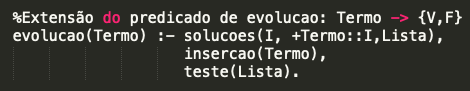 %Extensão do predicado de evolucao: Termo -> {V,F}
evolucao(Termo) :- solucoes(I, +Termo::I,Lista),
insercao(Termo),
teste(Lista).